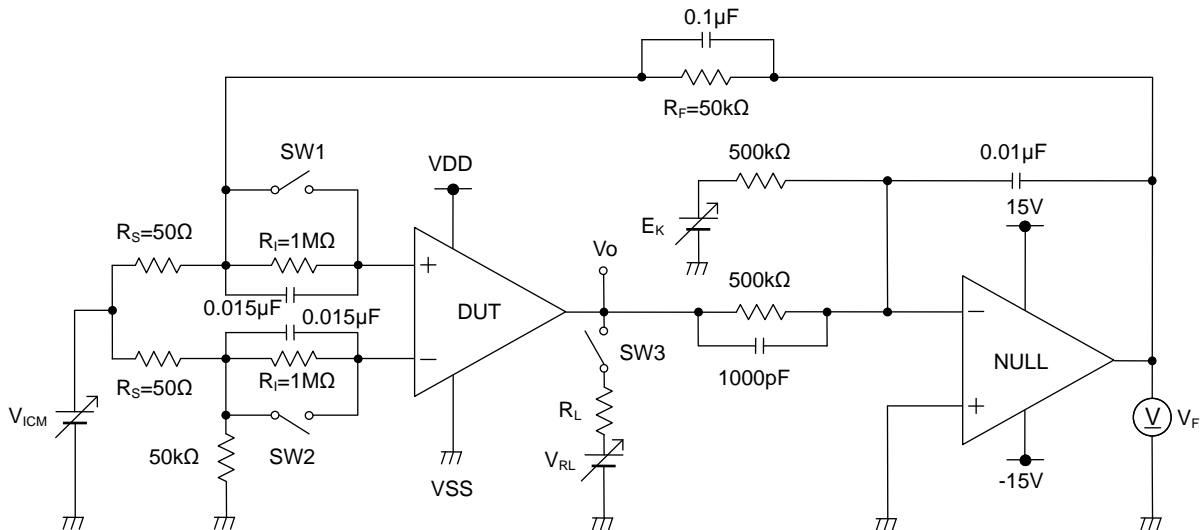 0.1µF
RF=50kΩ
SW1
VDD
500kΩ
0.01µF
15V
EK
RS=50Ω
RI=1MΩ
Vo
500kΩ
0.015µF
0.015µF
+
DUT
−
−
NULL
+
SW3
1000pF
RS=50Ω
RI=1MΩ
VICM
RL
V
VF
50kΩ
SW2
VRL
VSS
-15V